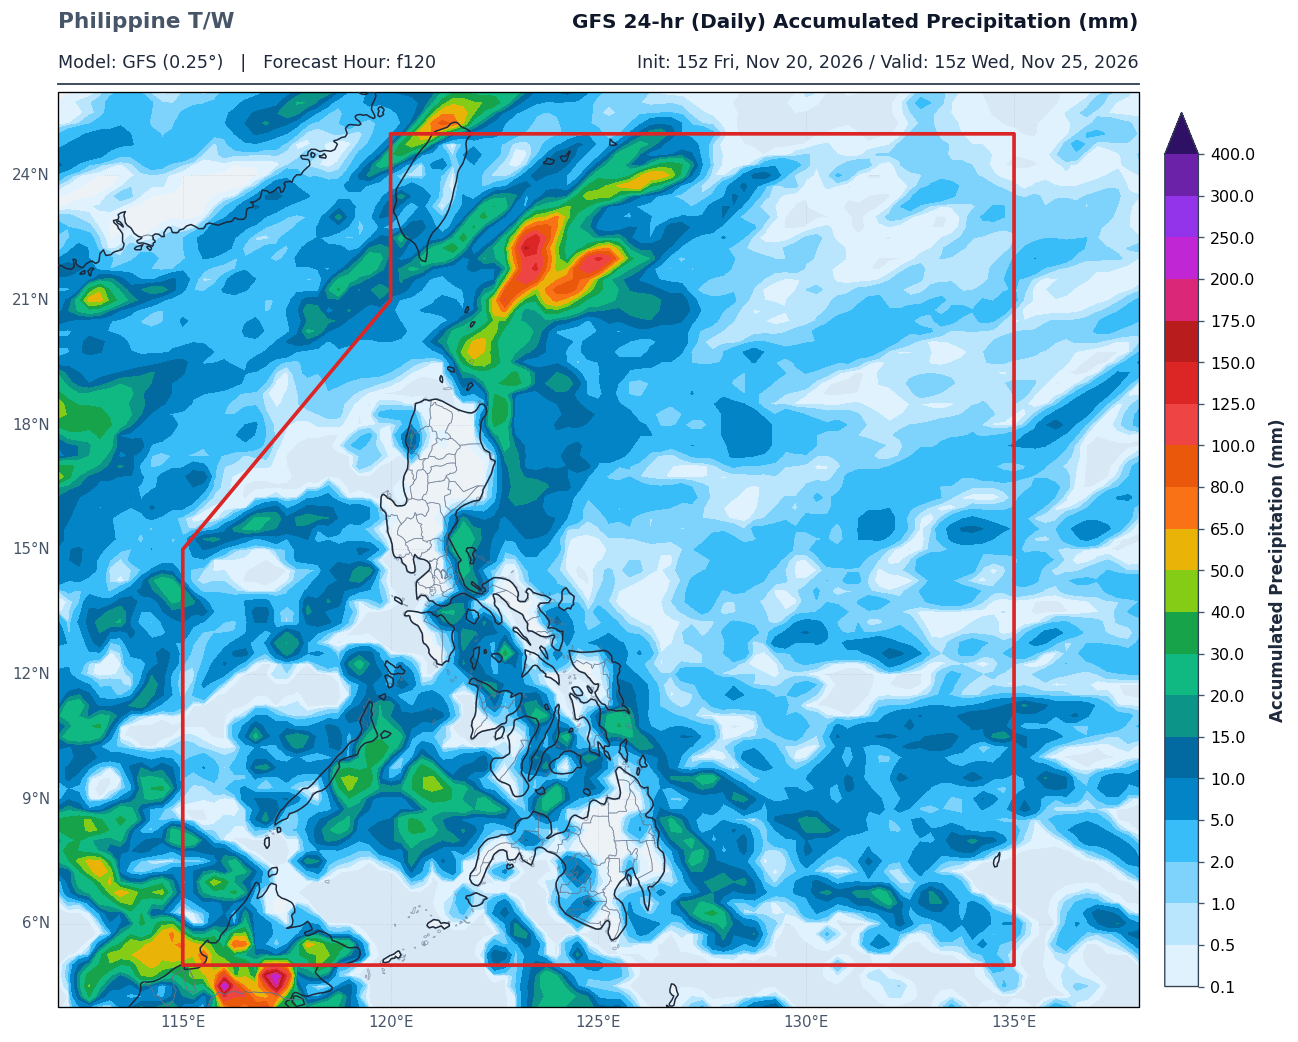 Philippine T/W
GFS 24-hr (Daily) Accumulated Precipitation (mm)
Model: GFS (0.25°)   |   Forecast Hour: f120
Init: 15z Fri, Nov 20, 2026 / Valid: 15z Wed, Nov 25, 2026
24°N
21°N
18°N
15°N
12°N
9°N
6°N
115°E
120°E
125°E
130°E
135°E
400.0
300.0
250.0
200.0
175.0
150.0
125.0
100.0
80.0
65.0
50.0
40.0
30.0
20.0
15.0
10.0
5.0
2.0
1.0
0.5
0.1
Accumulated Precipitation (mm)